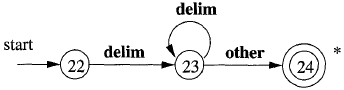 delim
start
delim
other
*
22
23
24